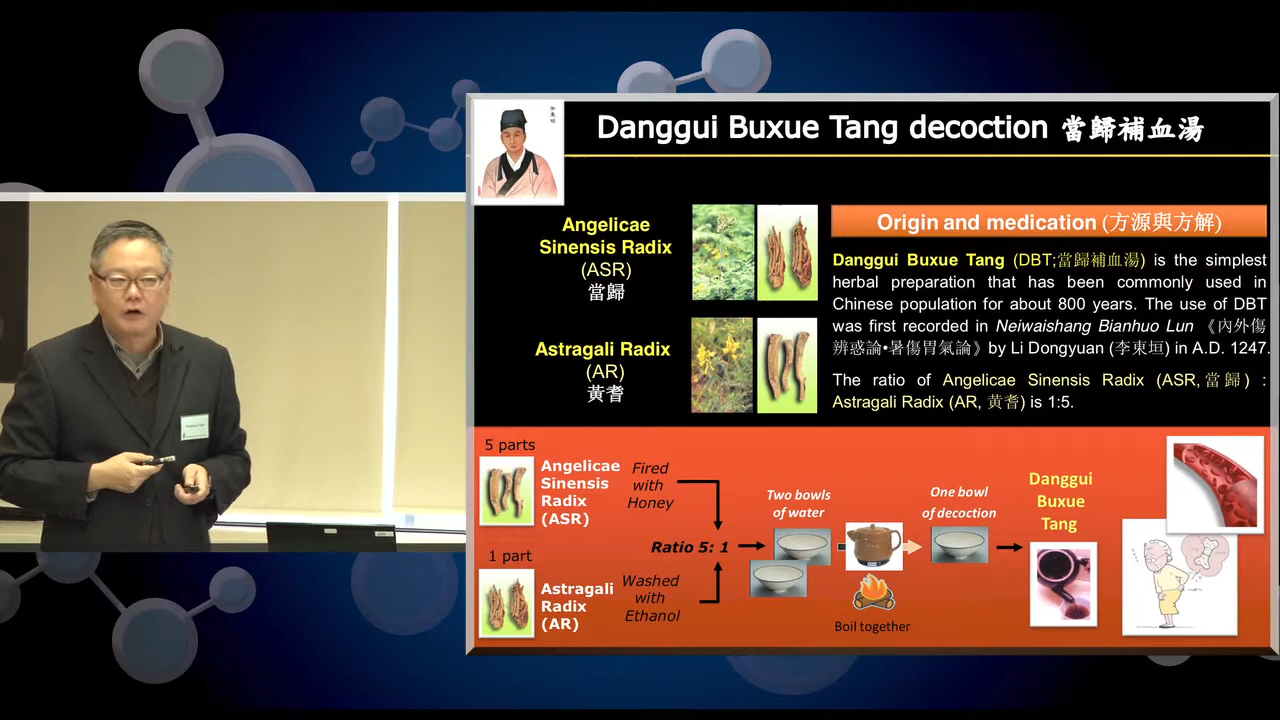 Danggui Buxue Tang decoction 當歸補血湯
李東垣
Angelicae
Sinensis Radix
(ASR)
當歸
Astragali Radix
(AR)
黃耆
Origin and medication (方源與方解)
Danggui Buxue Tang (DBT;當歸補血湯) is the simplest
herbal preparation that has been commonly used in
Chinese population for about 800 years. The use of DBT
was first recorded in Neiwaishang Bianhuo Lun 《內外傷
辨惑論•暑傷胃氣論》by Li Dongyuan (李東垣) in A.D. 1247.
The ratio of Angelicae Sinensis Radix (ASR, 當歸) :
Astragali Radix (AR, 黃耆) is 1:5.
5 parts
Angelicae
Sinensis
Radix
(ASR)
Fired
with
Honey
1 part
Astragali
Radix
(AR)
Washed
with
Ethanol
Ratio 5: 1
Two bowls
of water
Boil together
One bowl
of decoction
Danggui
Buxue
Tang